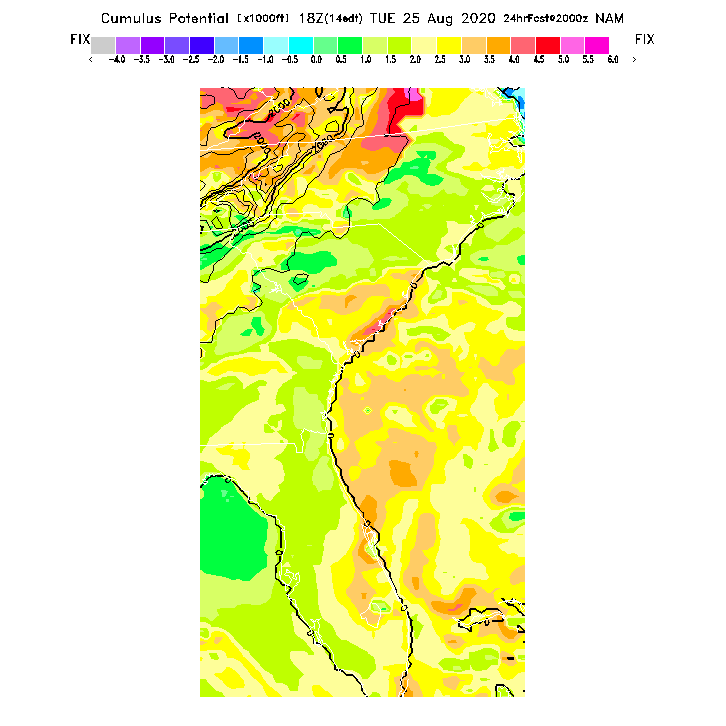 Cumulus Potential [x1000ft] 18Z(14edt) TUE 25 Aug 2020 24hrFcst@2000z NAM
FIX FIX
< -4.0 -3.5 -3.0 -2.5 -2.0 -1.5 -1.0 -0.5 0.0 0.5 1.0 1.5 2.0 2.5 3.0 3.5 4.0 4.5 5.0 5.5 6.0 >